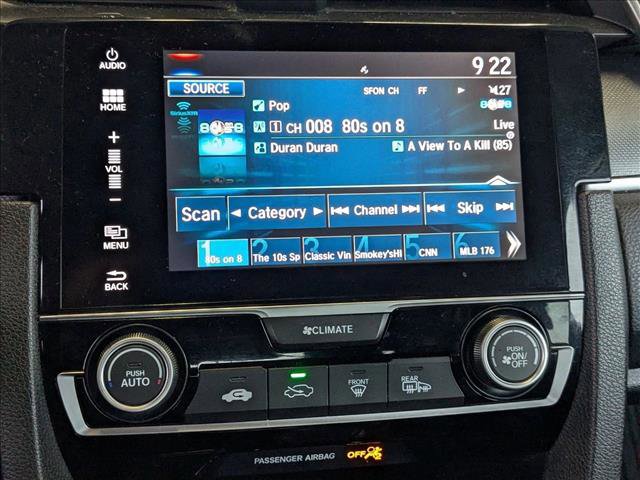 9 22
AUDIO
SOURCE
SFON CH FF
27
SiriusXM
Pop
HOME
80s8
1 CH 008 80s on 8
Live
Duran Duran
A View To A Kill (85)
+
VOL
-
Scan Category Channel Skip
MENU
1 2 3 4 5 6
80s on 8 The 10s Sp Classic Vin Smokey'sHI CNN MLB 176
BACK
CLIMATE
PUSH
AUTO
PUSH
ON/
OFF
FRONT
REAR
PASSENGER AIRBAG OFF